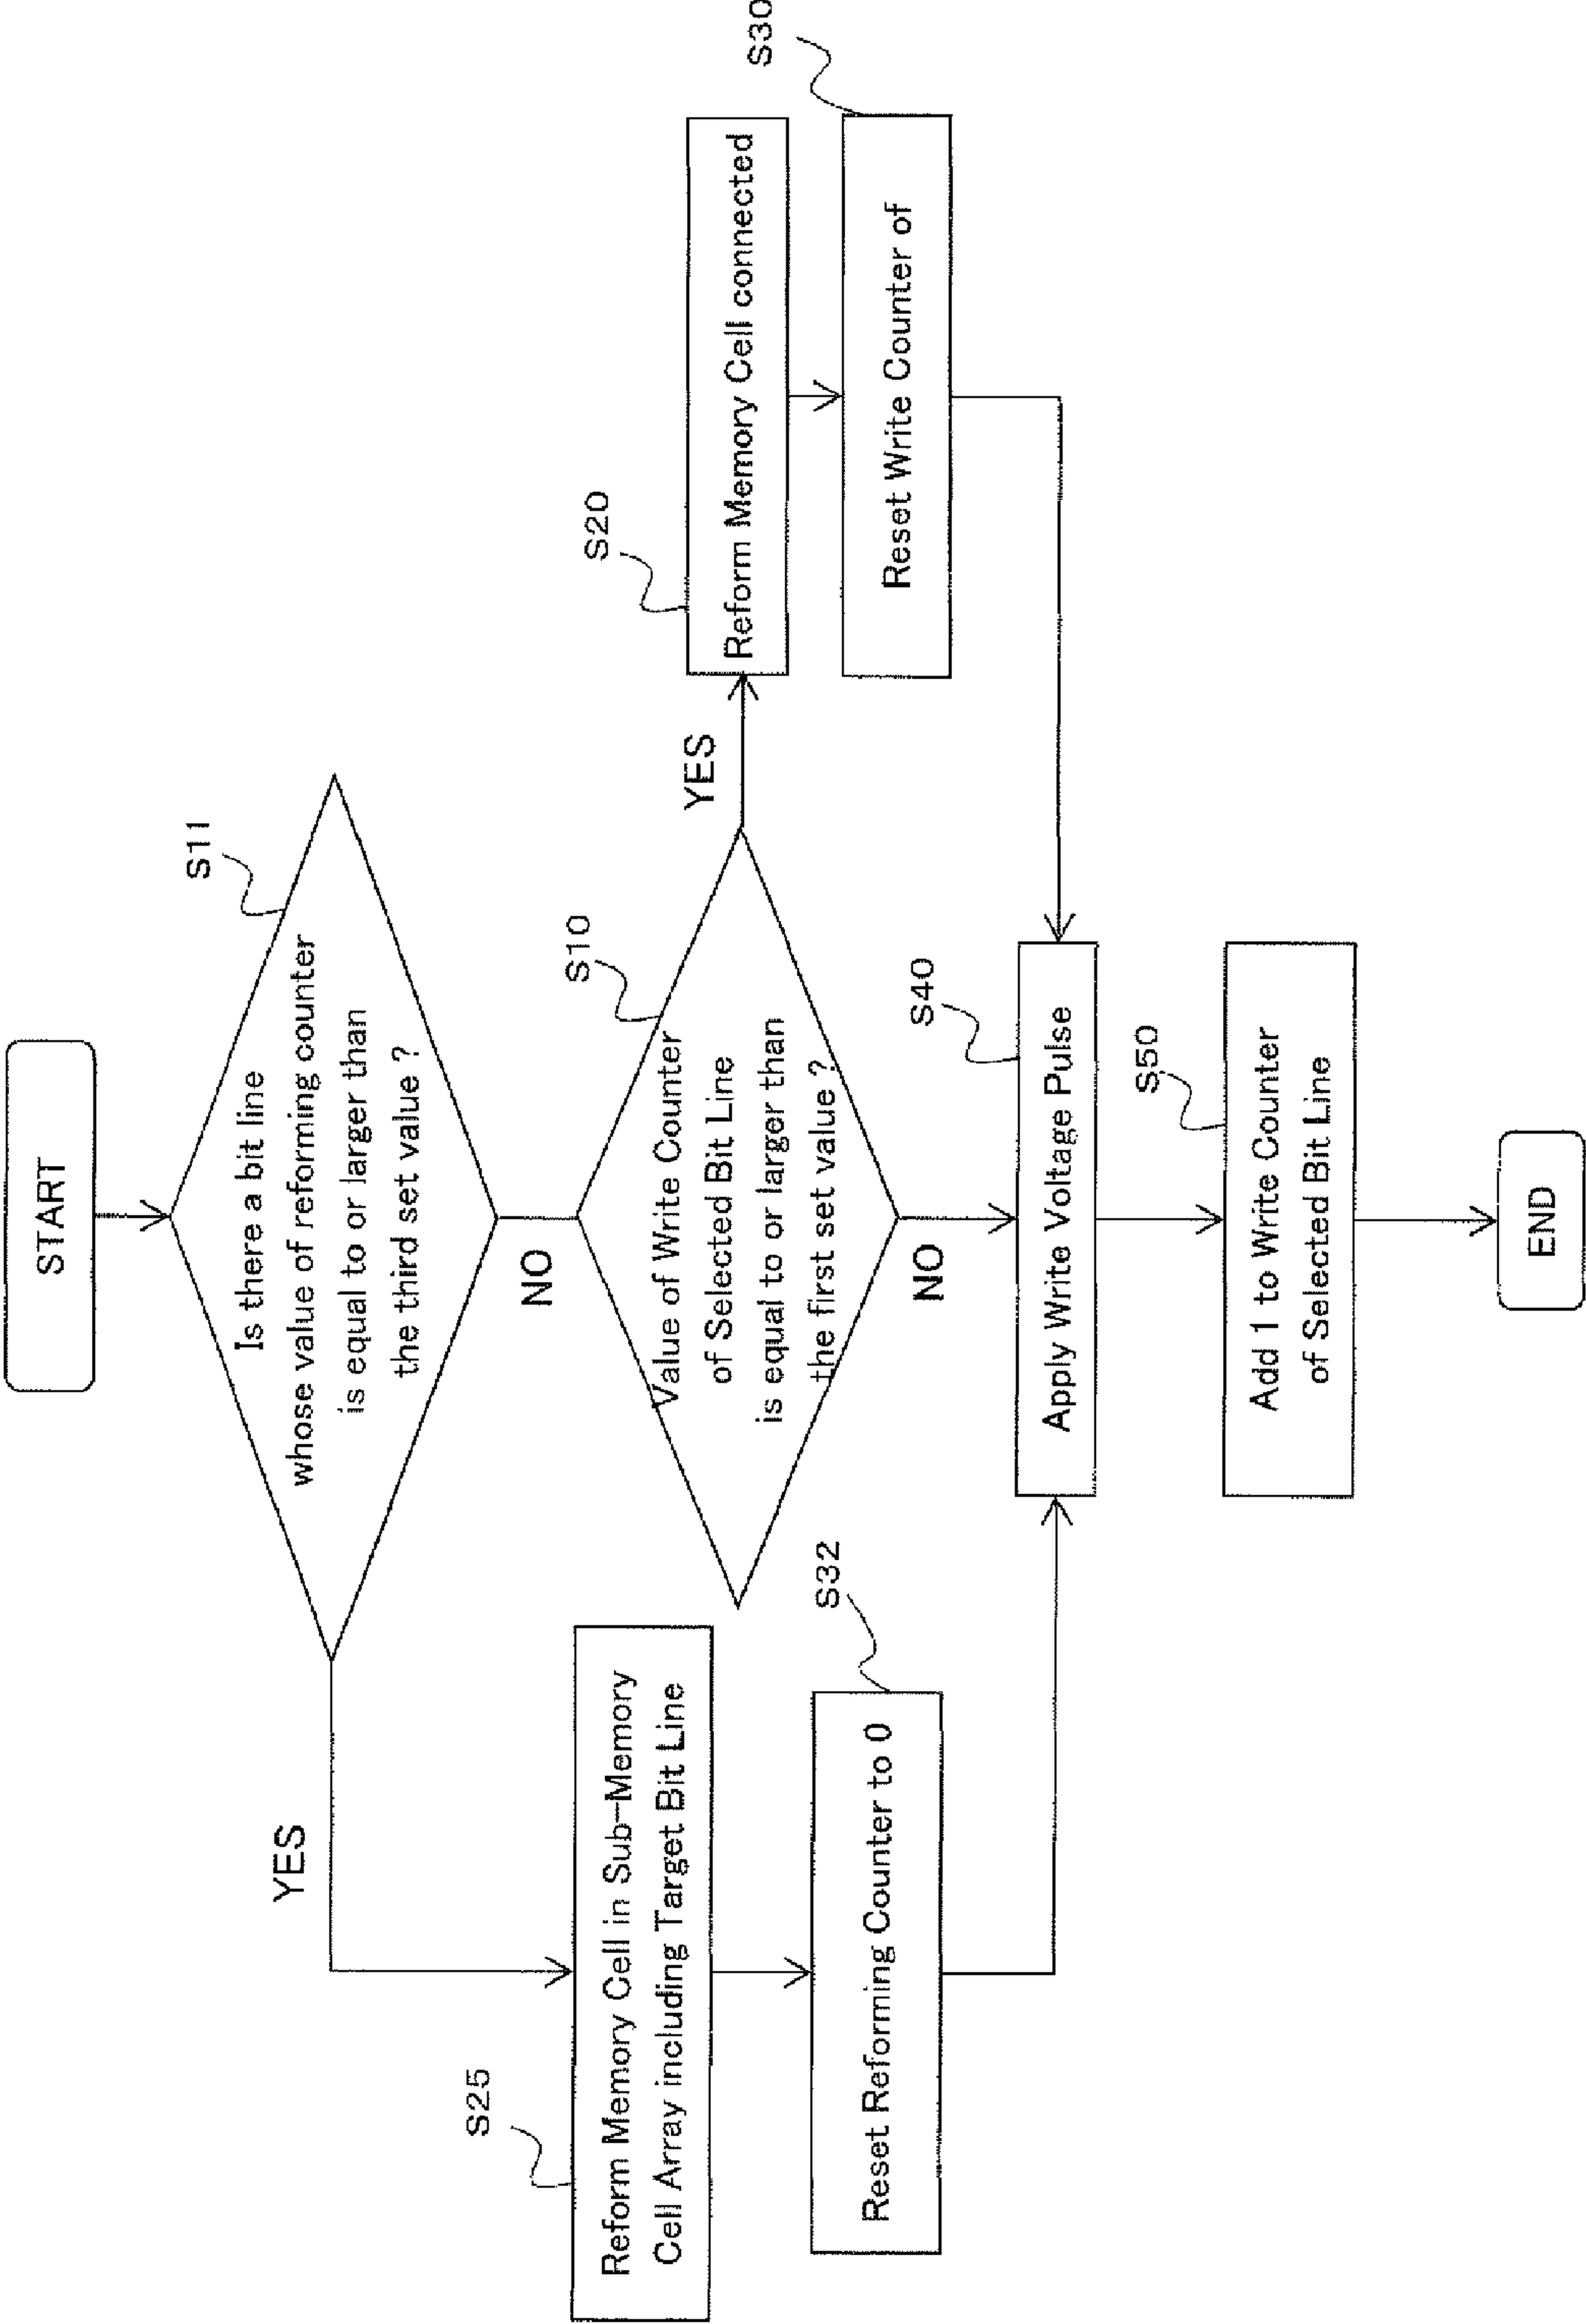 START
S11
Is there a bit line
whose value of reforming counter
is equal to or larger than
the third set value ?
YES
NO
S10
Value of Write Counter
of Selected Bit Line
is equal to or larger than
the first set value ?
YES
NO
S25
Reform Memory Cell in Sub-Memory
Cell Array including Target Bit Line
S32
Reset Reforming Counter to 0
S20
Reform Memory Cell connected
S30
Reset Write Counter of
S40
Apply Write Voltage Pulse
S50
Add 1 to Write Counter
of Selected Bit Line
END